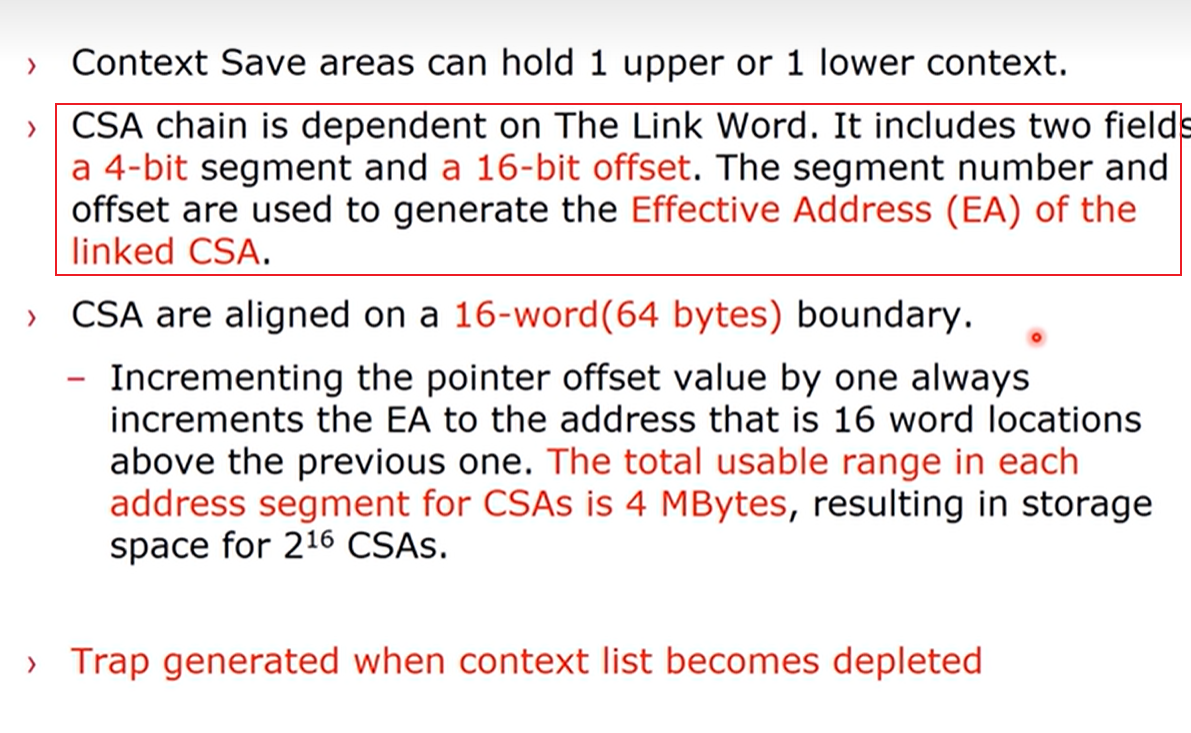 › Context Save areas can hold 1 upper or 1 lower context.
› CSA chain is dependent on The Link Word. It includes two fields
a 4-bit segment and a 16-bit offset. The segment number and
offset are used to generate the Effective Address (EA) of the
linked CSA.
› CSA are aligned on a 16-word(64 bytes) boundary.
– Incrementing the pointer offset value by one always
increments the EA to the address that is 16 word locations
above the previous one. The total usable range in each
address segment for CSAs is 4 MBytes, resulting in storage
space for 2¹⁶ CSAs.
› Trap generated when context list becomes depleted